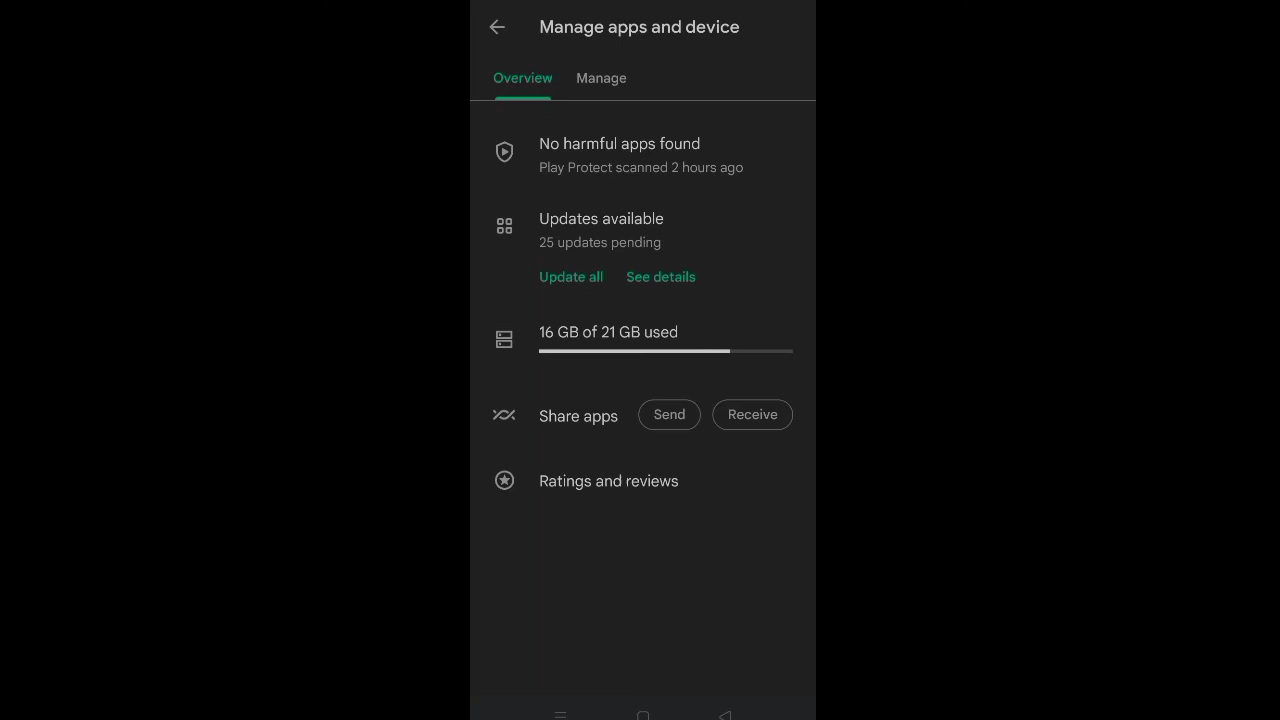 Manage apps and device
Overview Manage
No harmful apps found
Play Protect scanned 2 hours ago
Updates available
25 updates pending
Update all See details
16 GB of 21 GB used
Share apps Send Receive
Ratings and reviews